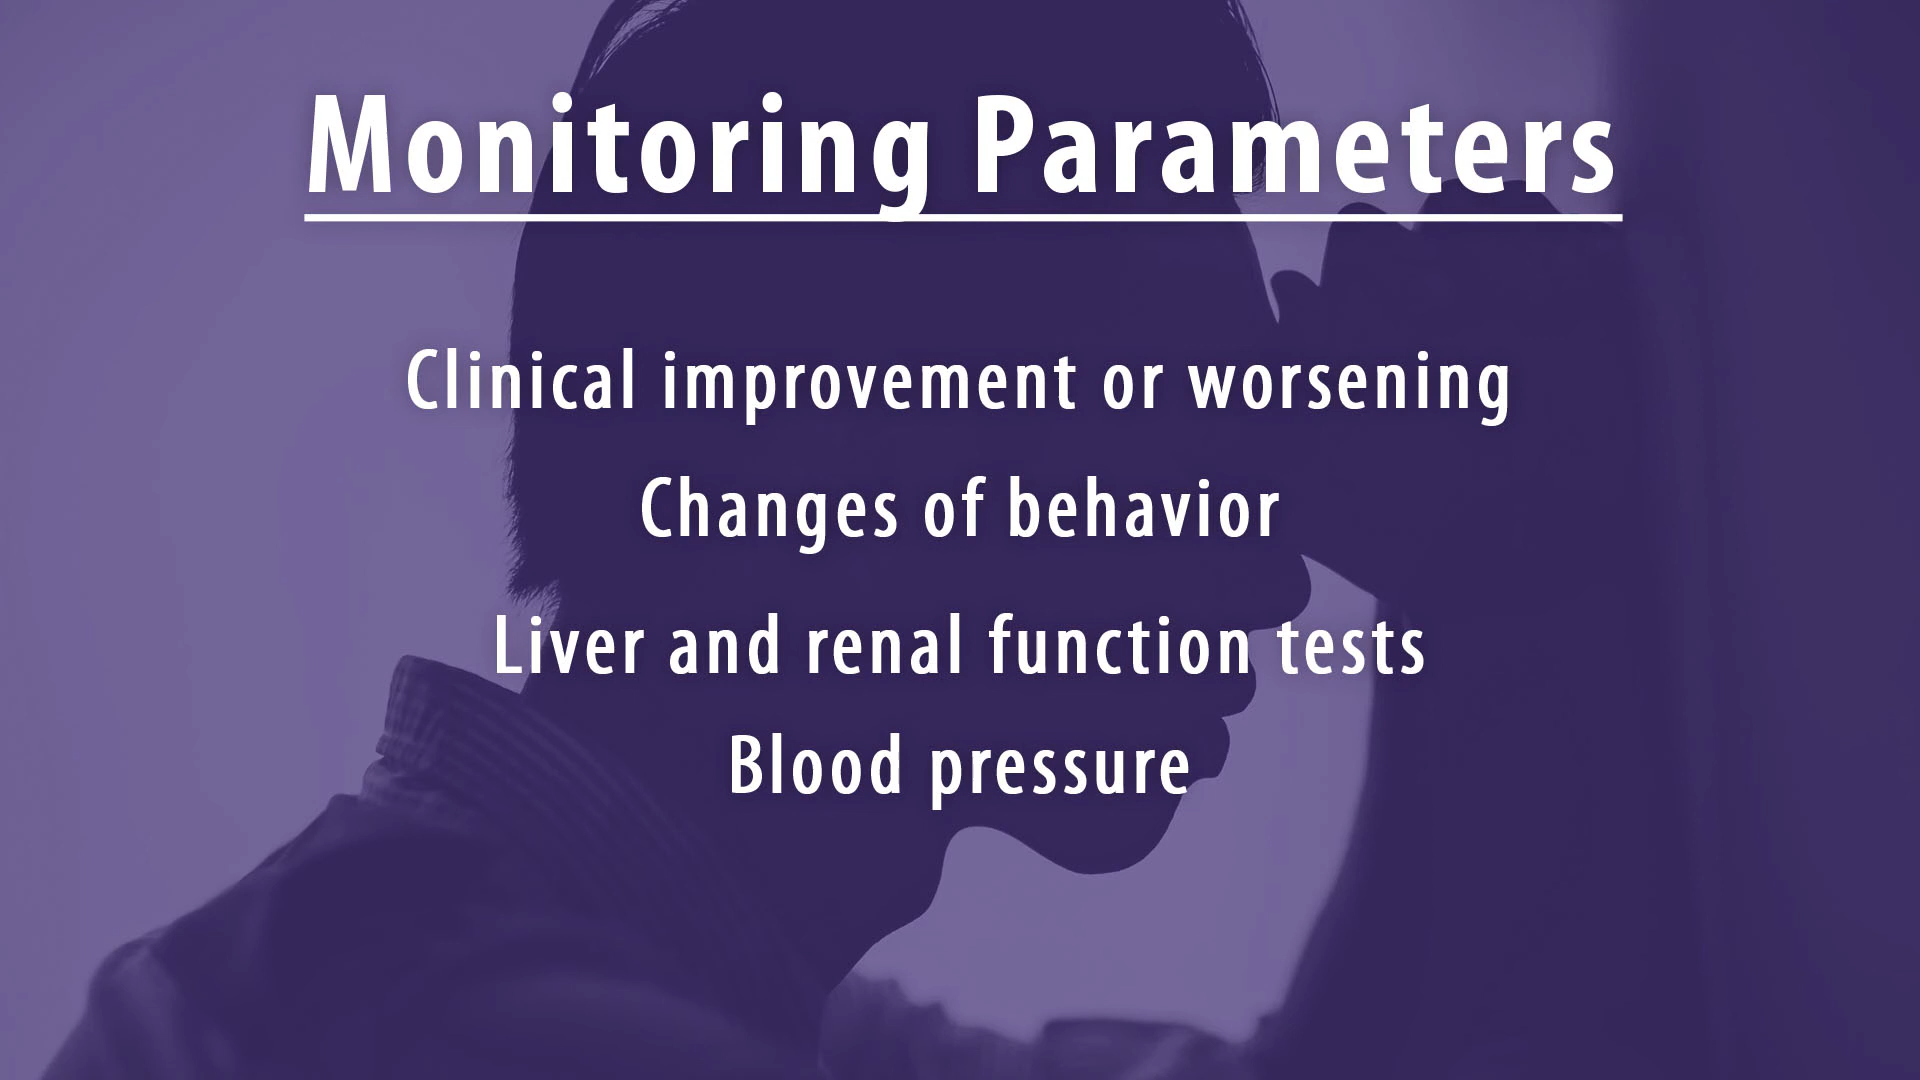 Monitoring Parameters
Clinical improvement or worsening
Changes of behavior
Liver and renal function tests
Blood pressure